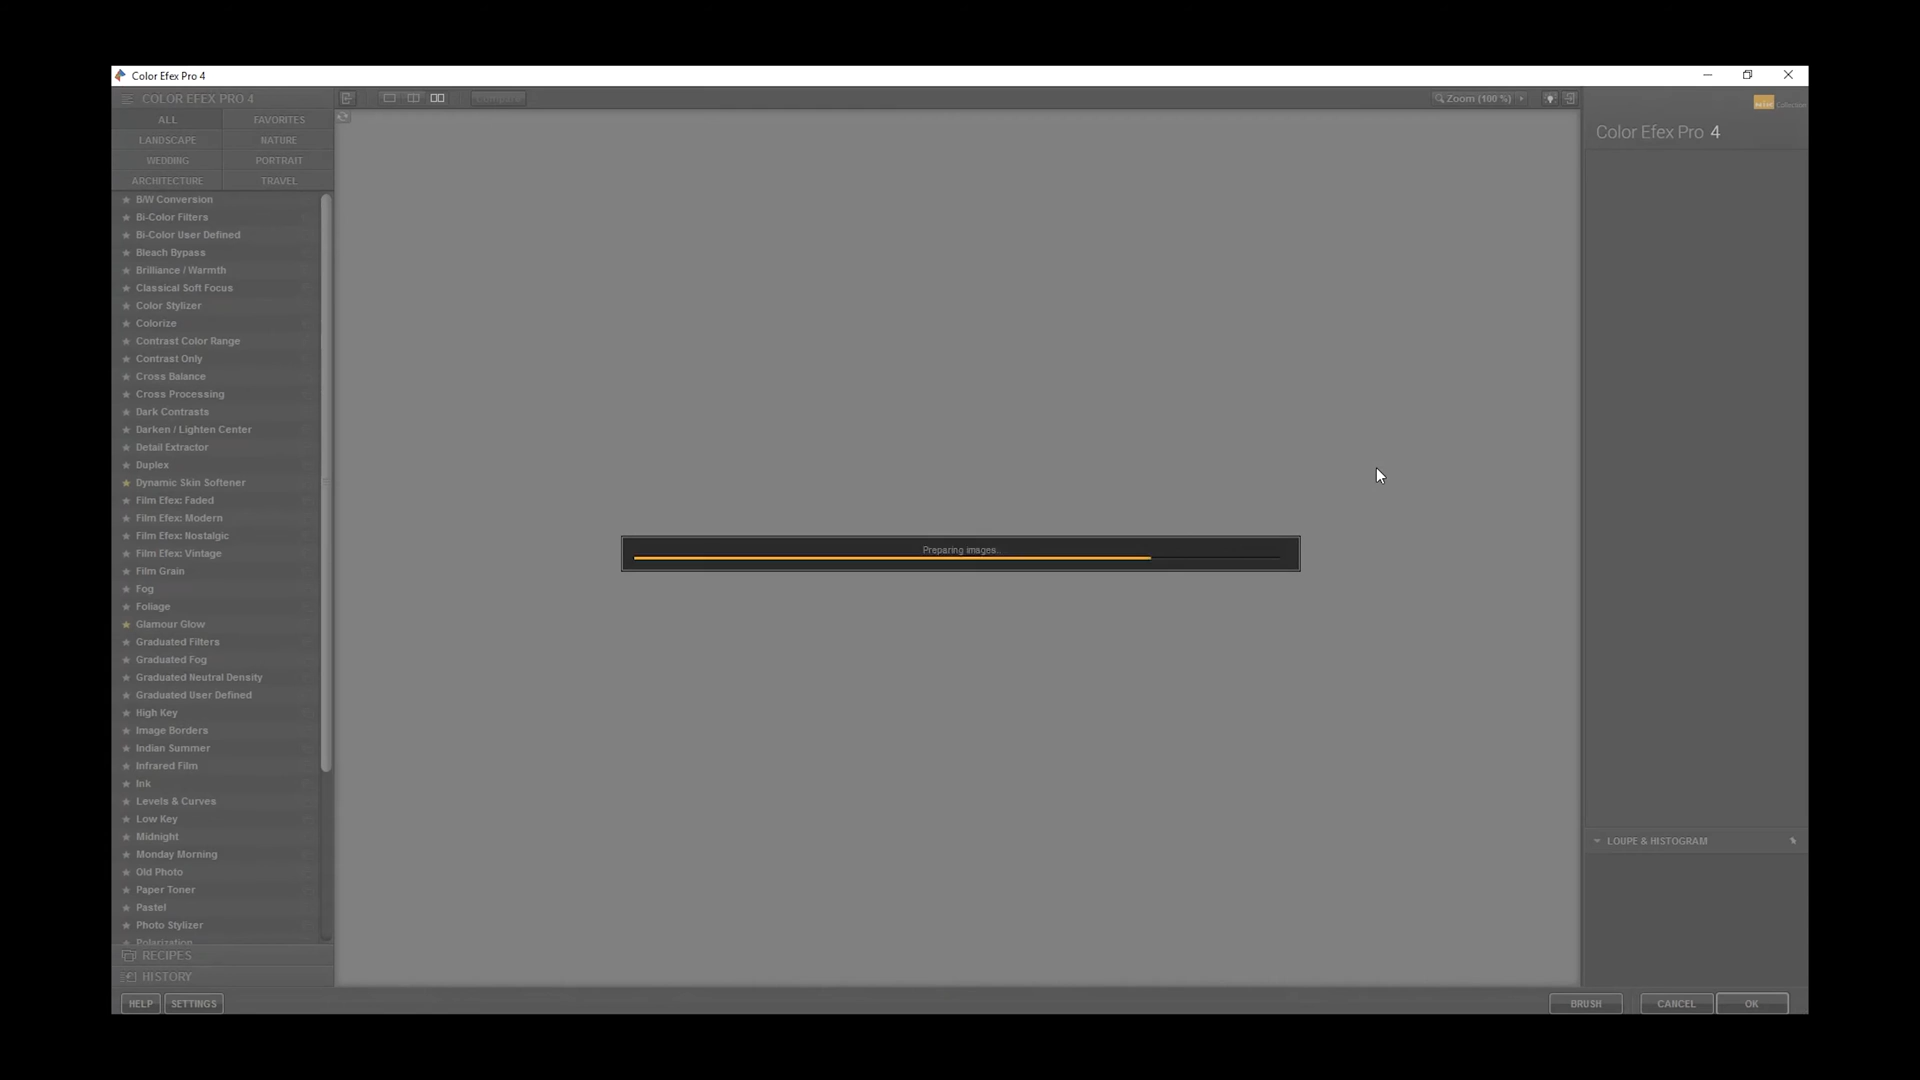 Color Efex Pro 4
COLOR EFEX PRO 4
Compare
Zoom (100 %)
Collection
Color Efex Pro 4
ALL
FAVORITES
LANDSCAPE
NATURE
WEDDING
PORTRAIT
ARCHITECTURE
TRAVEL
B/W Conversion
Bi-Color Filters
Bi-Color User Defined
Bleach Bypass
Brilliance / Warmth
Classical Soft Focus
Color Stylizer
Colorize
Contrast Color Range
Contrast Only
Cross Balance
Cross Processing
Dark Contrasts
Darken / Lighten Center
Detail Extractor
Duplex
Dynamic Skin Softener
Film Efex: Faded
Film Efex: Modern
Film Efex: Nostalgic
Film Efex: Vintage
Film Grain
Fog
Foliage
Glamour Glow
Graduated Filters
Graduated Fog
Graduated Neutral Density
Graduated User Defined
High Key
Image Borders
Indian Summer
Infrared Film
Ink
Levels & Curves
Low Key
Midnight
Monday Morning
Old Photo
Paper Toner
Pastel
Photo Stylizer
Polarization
RECIPES
HISTORY
Preparing images..
LOUPE & HISTOGRAM
HELP
SETTINGS
BRUSH
CANCEL
OK